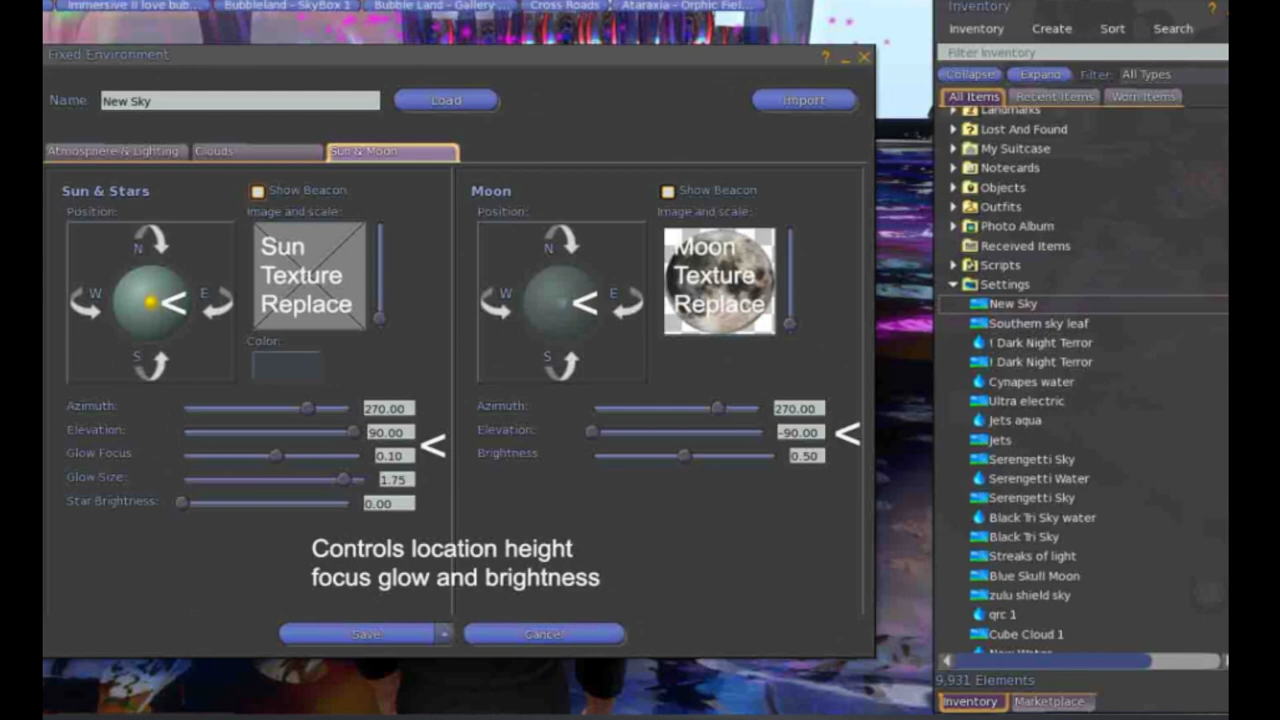 Immersive II love bub...
Bubbleland - SkyBox 1
Bubble Land - Gallery ...
Cross Roads
Ataraxia - Orphic Fiel...
Fixed Environment
? _ X
Name
New Sky
Load
Import
Atmosphere & Lighting
Clouds
Sun & Moon
Sun & Stars
Show Beacon
Position:
Image and scale:
N
W
E
S
<
Sun
Texture
Replace
Color:
Azimuth:
270.00
Elevation:
90.00
Glow Focus
0.10
<
Glow Size:
1.75
Star Brightness:
0.00
Moon
Show Beacon
Position:
Image and scale:
N
W
E
S
<
Moon
Texture
Replace
Azimuth:
270.00
Elevation:
-90.00
<
Brightness
0.50
Controls location height
focus glow and brightness
Save
Cancel
Inventory
?
Inventory
Create
Sort
Search
Filter Inventory
Collapse
Expand
Filter:
All Types
All Items
Recent Items
Worn Items
Landmarks
Lost And Found
My Suitcase
Notecards
Objects
Outfits
Photo Album
Received Items
Scripts
Settings
New Sky
Southern sky leaf
! Dark Night Terror
! Dark Night Terror
Cynapes water
Ultra electric
Jets aqua
Jets
Serengetti Sky
Serengetti Water
Serengetti Sky
Black Tri Sky water
Black Tri Sky
Streaks of light
Blue Skull Moon
zulu shield sky
qrc 1
Cube Cloud 1
New Water
9,931 Elements
Inventory
Marketplace